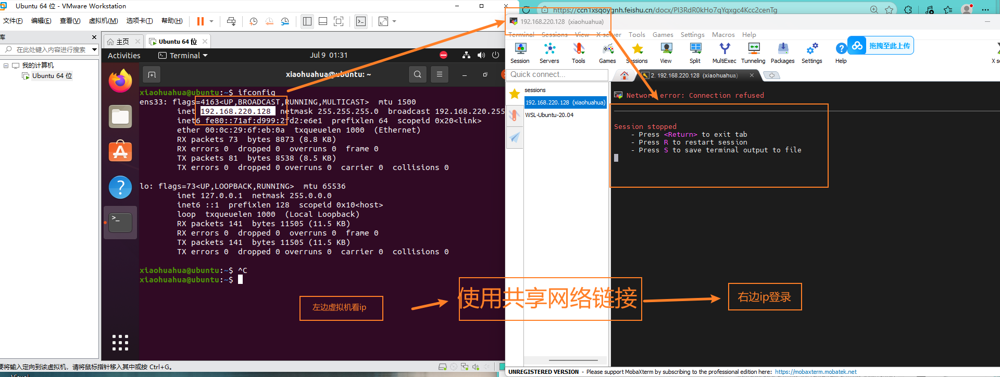 Ubuntu 64 位 - VMware Workstation
文件(F) 编辑(E) 查看(V) 虚拟机(M) 选项卡(T) 帮助(H)
库
在此处键入内容进行搜索
我的计算机
Ubuntu 64 位
主页
Ubuntu 64 位
Activities
Terminal
Jul 9 01:31
xiaohuahua@ubuntu: ~
xiaohuahua@ubuntu:~$ ifconfig
ens33: flags=4163<UP,BROADCAST,RUNNING,MULTICAST> mtu 1500
inet 192.168.220.128 netmask 255.255.255.0 broadcast 192.168.220.255
inet6 fe80::71af:d999:2fd2:e6e1 prefixlen 64 scopeid 0x20<link>
ether 00:0c:29:6f:eb:0a txqueuelen 1000 (Ethernet)
RX packets 73 bytes 8873 (8.8 KB)
RX errors 0 dropped 0 overruns 0 frame 0
TX packets 81 bytes 8538 (8.5 KB)
TX errors 0 dropped 0 overruns 0 carrier 0 collisions 0
lo: flags=73<UP,LOOPBACK,RUNNING> mtu 65536
inet 127.0.0.1 netmask 255.0.0.0
inet6 ::1 prefixlen 128 scopeid 0x10<host>
loop txqueuelen 1000 (Local Loopback)
RX packets 141 bytes 11505 (11.5 KB)
RX errors 0 dropped 0 overruns 0 frame 0
TX packets 141 bytes 11505 (11.5 KB)
TX errors 0 dropped 0 overruns 0 carrier 0 collisions 0
xiaohuahua@ubuntu:~$ ^C
xiaohuahua@ubuntu:~$
左边虚拟机看ip
使用共享网络链接
右边ip登录
要将输入定向到该虚拟机，请将鼠标指针移入其中或按 Ctrl+G。
Visual
https://ccn1xsqoygnh.feishu.cn/docx/PI3RdR0kHo7qYqxgc4Kcc2cenTg
192.168.220.128 (xiaohuahua)
Terminal Sessions View X server Tools Games Settings Macros Help
Session Servers Tools Games Sessions View Split MultiExec Tunneling Packages Settings Help X s
拖拽至此上传
Quick connect...
2. 192.168.220.128 (xiaohuahua)
sessions
192.168.220.128 (xiaohuahua)
WSL-Ubuntu-20.04
Network error: Connection refused
Session stopped
- Press <Return> to exit tab
- Press R to restart session
- Press S to save terminal output to file
UNREGISTERED VERSION - Please support MobaXterm by subscribing to the professional edition here: https://mobaxterm.mobatek.net